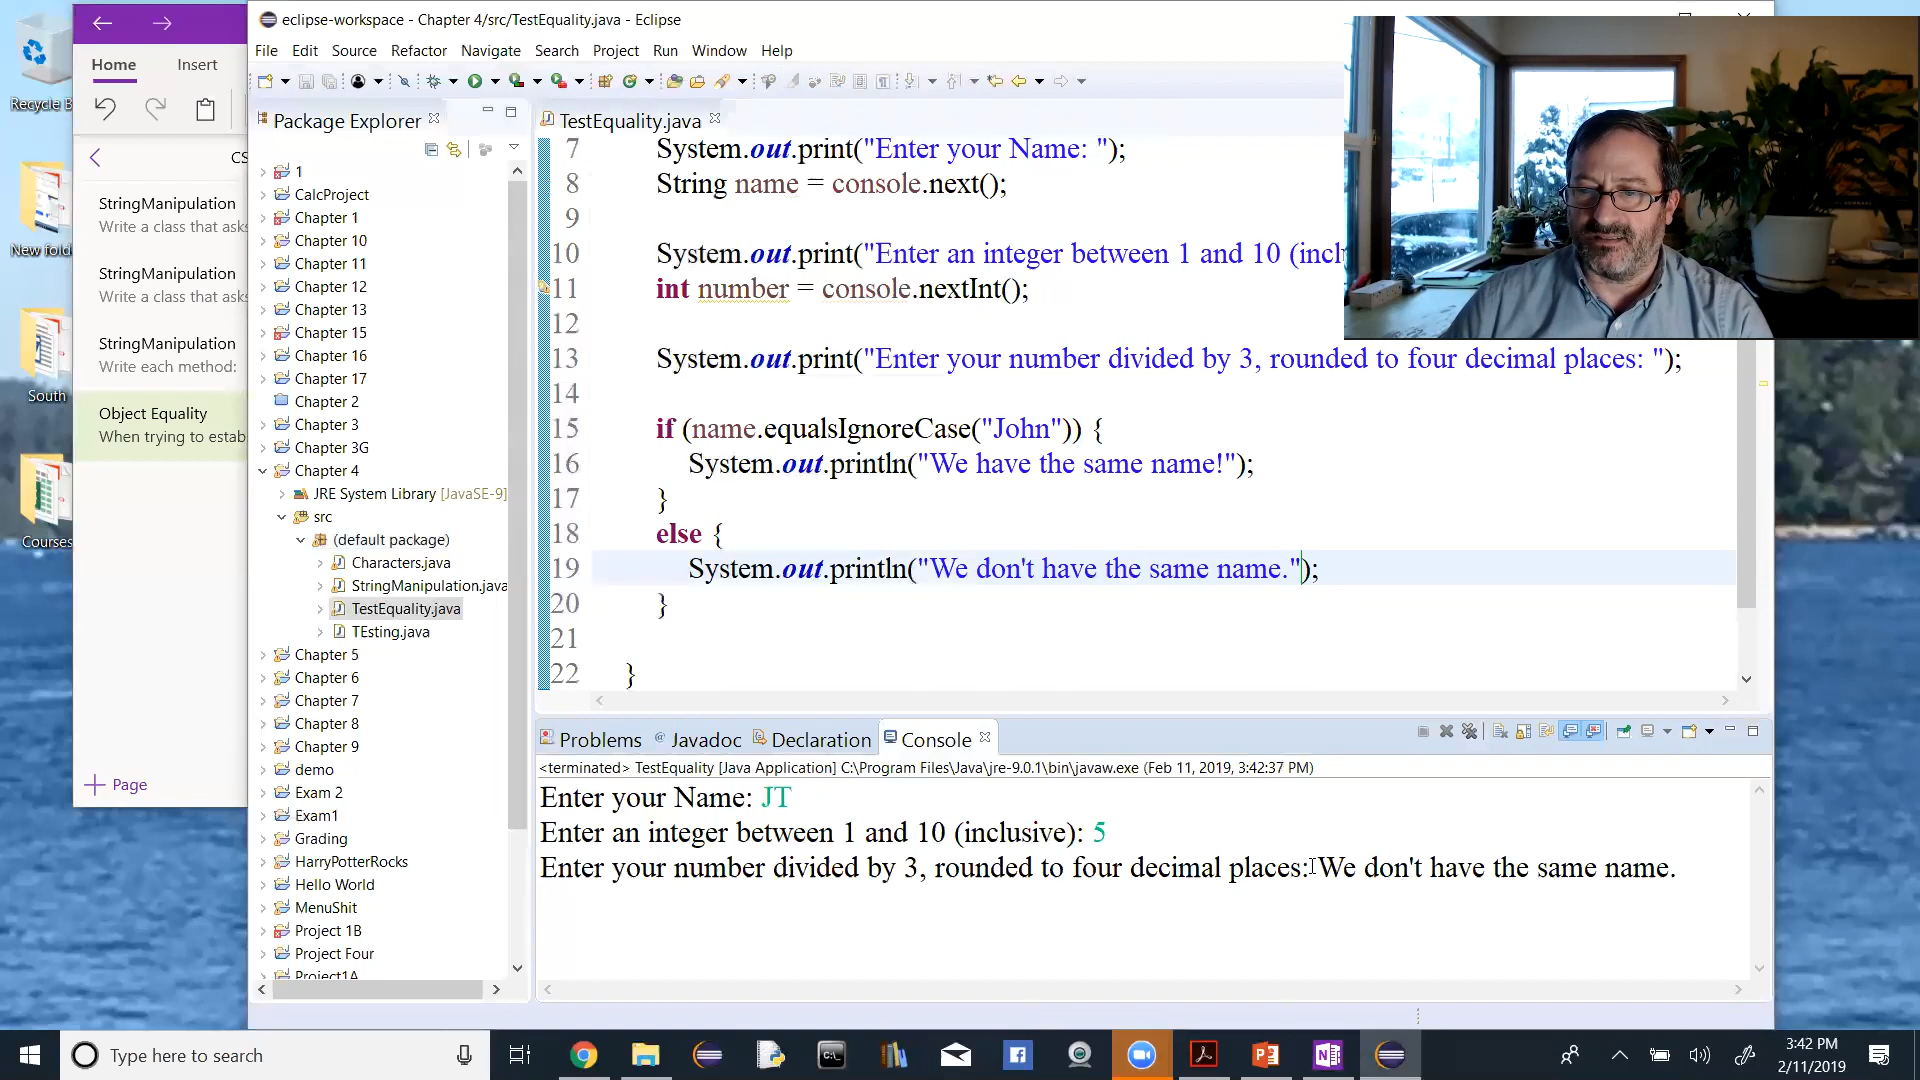 eclipse-workspace - Chapter 4/src/TestEquality.java - Eclipse
File Edit Source Refactor Navigate Search Project Run Window Help
Home Insert
Recycle B
New fold
South
Courses
CS
StringManipulation
Write a class that asks
StringManipulation
Write a class that asks
StringManipulation
Write each method:
Object Equality
When trying to estab
Page
Package Explorer
1
CalcProject
Chapter 1
Chapter 10
Chapter 11
Chapter 12
Chapter 13
Chapter 15
Chapter 16
Chapter 17
Chapter 2
Chapter 3
Chapter 3G
Chapter 4
JRE System Library [JavaSE-9]
src
(default package)
Characters.java
StringManipulation.java
TestEquality.java
TEsting.java
Chapter 5
Chapter 6
Chapter 7
Chapter 8
Chapter 9
demo
Exam 2
Exam1
Grading
HarryPotterRocks
Hello World
MenuShit
Project 1B
Project Four
Project1A
TestEquality.java
7 System.out.print("Enter your Name: ");
8 String name = console.next();
9
10 System.out.print("Enter an integer between 1 and 10 (incl
11 int number = console.nextInt();
12
13 System.out.print("Enter your number divided by 3, rounded to four decimal places: ");
14
15 if (name.equalsIgnoreCase("John")) {
16 System.out.println("We have the same name!");
17 }
18 else {
19 System.out.println("We don't have the same name.");
20 }
21
22 }
Problems Javadoc Declaration Console
<terminated> TestEquality [Java Application] C:\Program Files\Java\jre-9.0.1\bin\javaw.exe (Feb 11, 2019, 3:42:37 PM)
Enter your Name: JT
Enter an integer between 1 and 10 (inclusive): 5
Enter your number divided by 3, rounded to four decimal places: We don't have the same name.
Type here to search
3:42 PM
2/11/2019